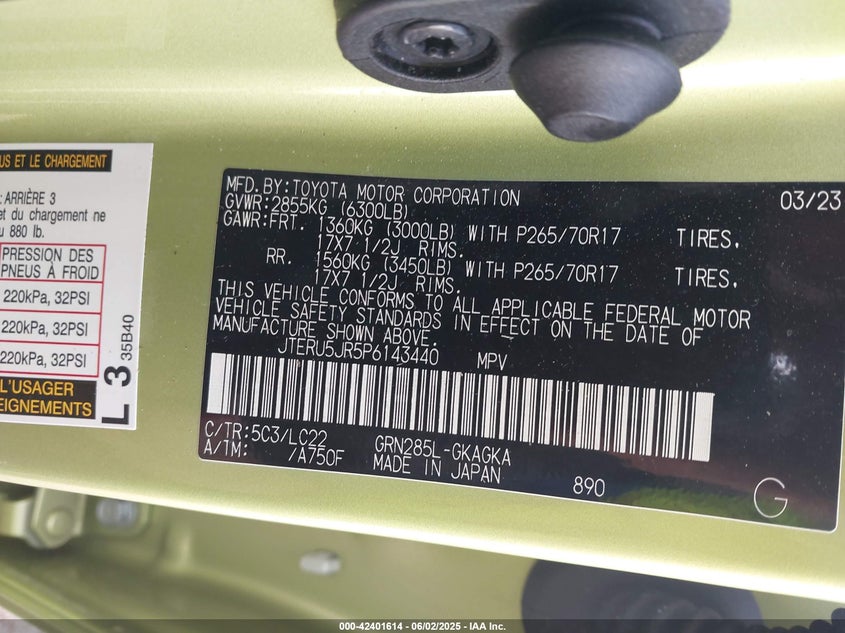 US ET LE CHARGEMENT
: ARRIÈRE 3
et du chargement ne
u 880 lb.
PRESSION DES
PNEUS À FROID
220kPa, 32PSI
220kPa, 32PSI
220kPa, 32PSI
L'USAGER
EIGNEMENTS
L 3 35B40
MFD.BY:TOYOTA MOTOR CORPORATION 03/23
GVWR:2855KG (6300LB)
GAWR:FRT. 1360KG (3000LB) WITH P265/70R17 TIRES.
17X7 1/2J RIMS.
RR. 1560KG (3450LB) WITH P265/70R17 TIRES.
17X7 1/2J RIMS.
THIS VEHICLE CONFORMS TO ALL APPLICABLE FEDERAL MOTOR
VEHICLE SAFETY STANDARDS IN EFFECT ON THE DATE OF
MANUFACTURE SHOWN ABOVE.
JTERU5JR5P6143440 MPV
C/TR:5C3/LC22 GRN285L-GKAGKA
A/TM: /A750F MADE IN JAPAN 890 G
000-42401614 - 06/02/2025 - IAA Inc.